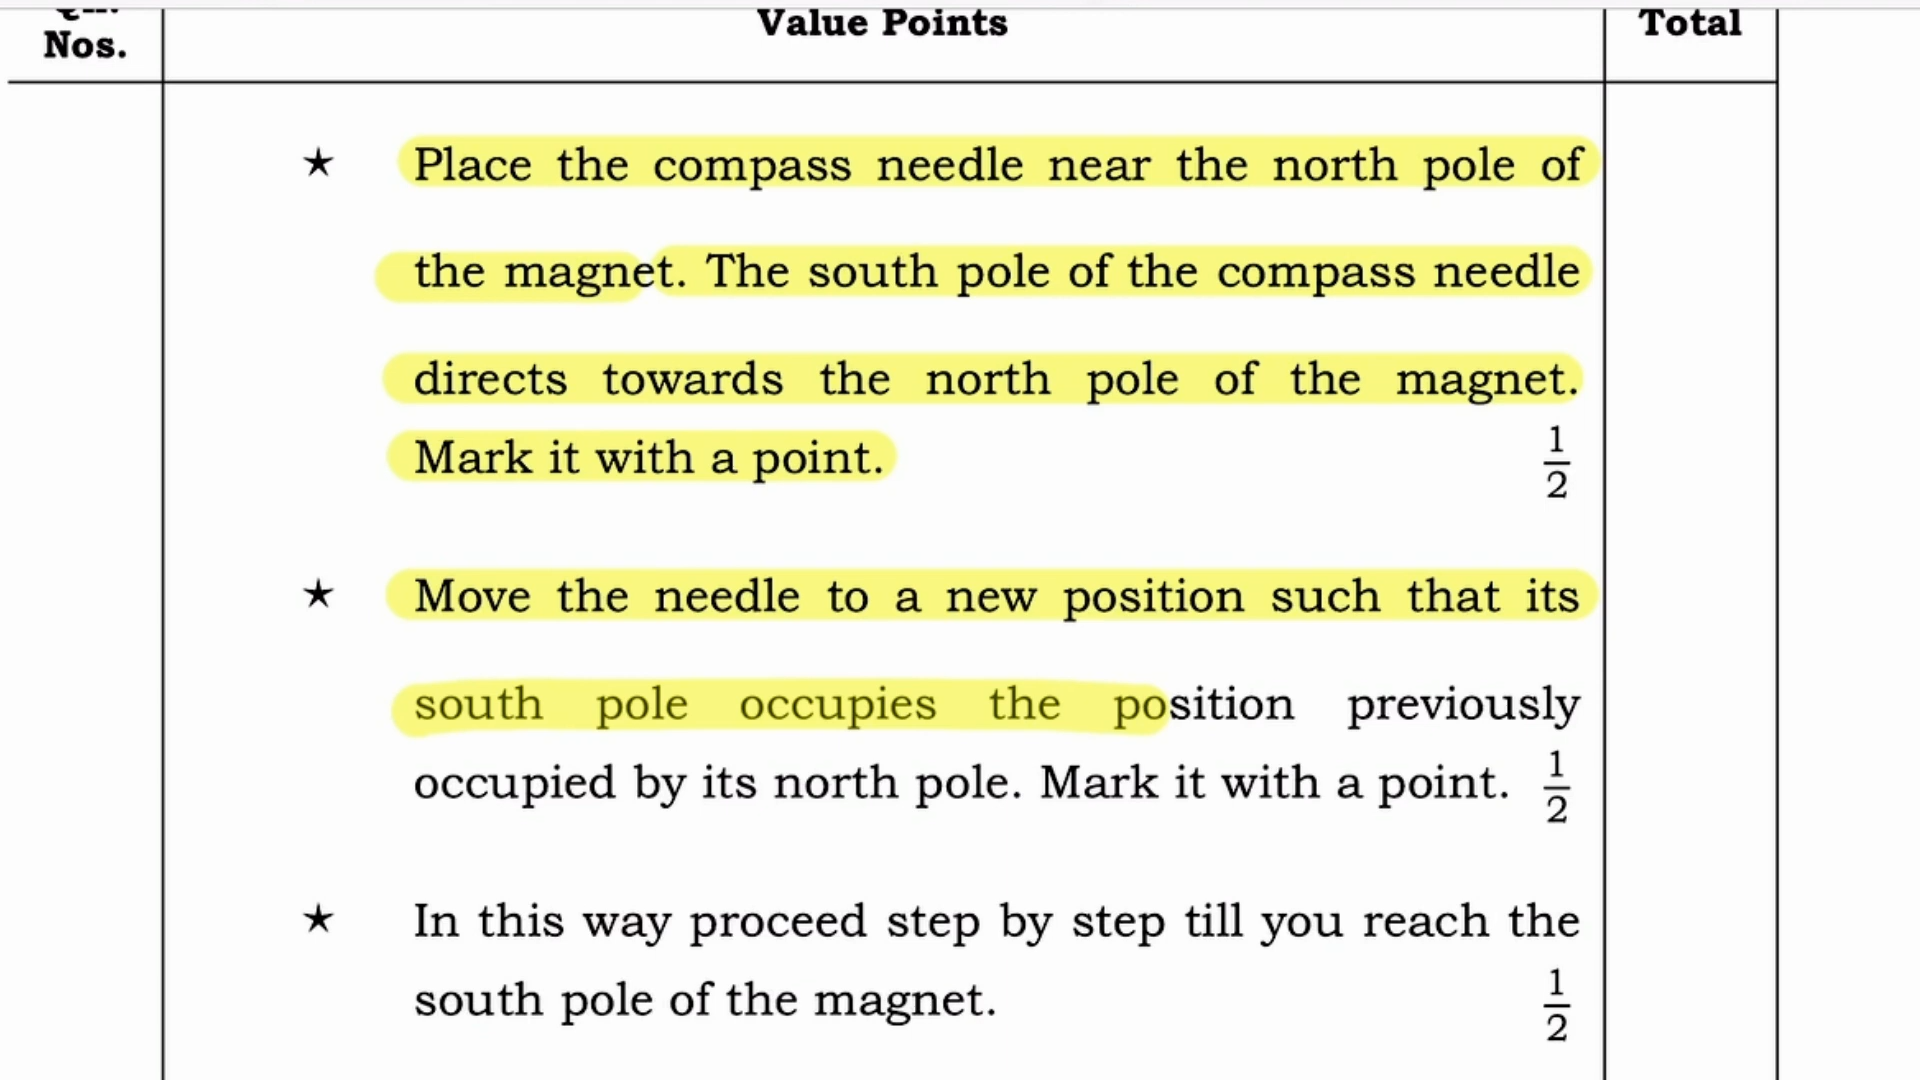 Nos.
Value Points
Total
★ Place the compass needle near the north pole of
the magnet. The south pole of the compass needle
directs towards the north pole of the magnet.
Mark it with a point. 1/2
★ Move the needle to a new position such that its
south pole occupies the position previously
occupied by its north pole. Mark it with a point. 1/2
★ In this way proceed step by step till you reach the
south pole of the magnet. 1/2